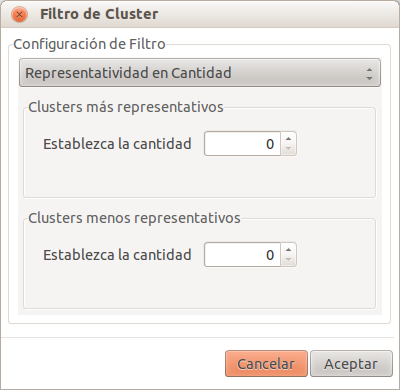 Filtro de Cluster
Configuración de Filtro
Representatividad en Cantidad
Clusters más representativos
Establezca la cantidad 0
Clusters menos representativos
Establezca la cantidad 0
Cancelar Aceptar